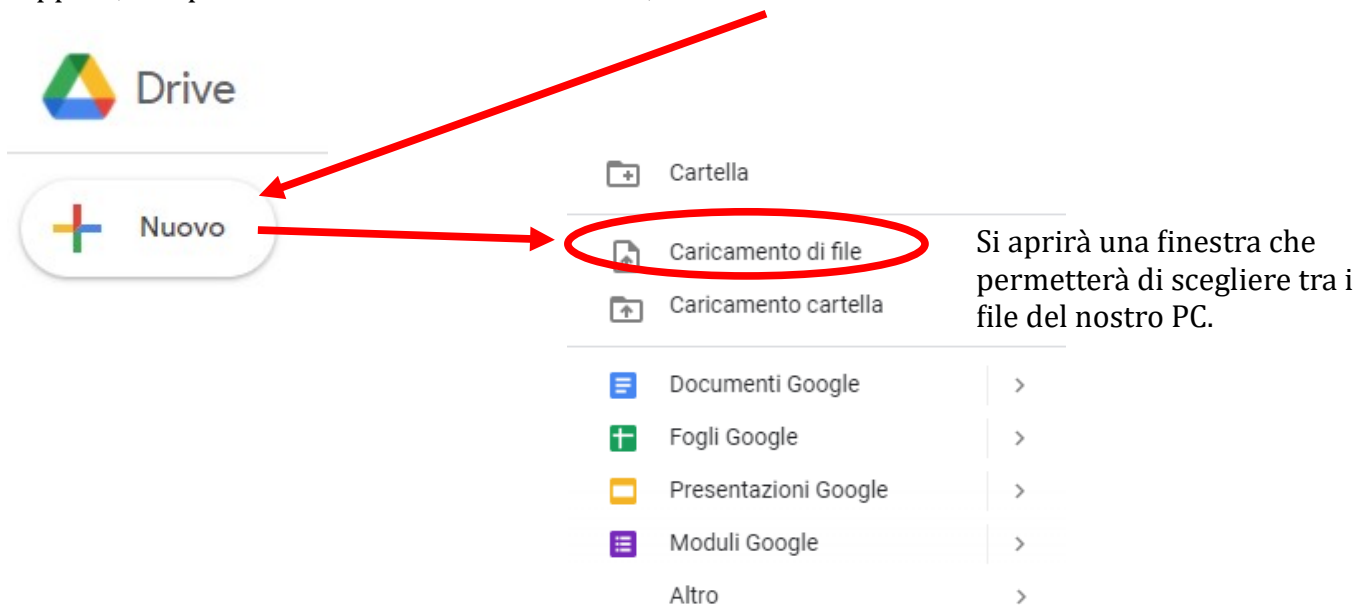 Drive
Nuovo
Cartella
Caricamento di file
Caricamento cartella
Si aprirà una finestra che
permetterà di scegliere tra i
file del nostro PC.
Documenti Google
Fogli Google
Presentazioni Google
Moduli Google
Altro